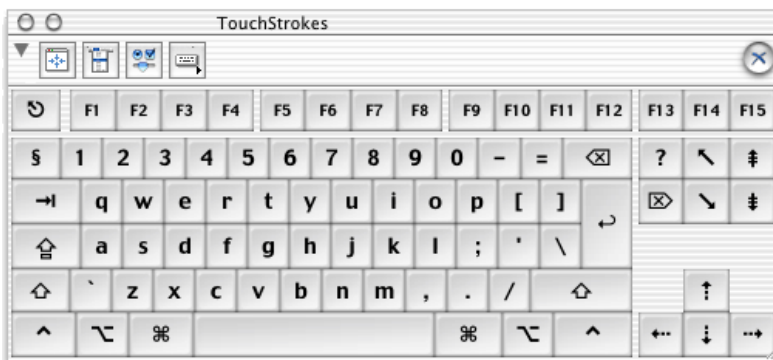 TouchStrokes
F1 F2 F3 F4 F5 F6 F7 F8 F9 F10 F11 F12 F13 F14 F15
§ 1 2 3 4 5 6 7 8 9 0 - = ⌫ ? ↖ ⇞
⇥ q w e r t y u i o p [ ] ↩ ⌦ ↘ ⇟
a s d f g h j k l ; ' \
⇧ ` z x c v b n m , . / ⇧ ⇡
^ ⌥ ⌘ ⌘ ⌥ ^ ⇠ ⇣ ⇢